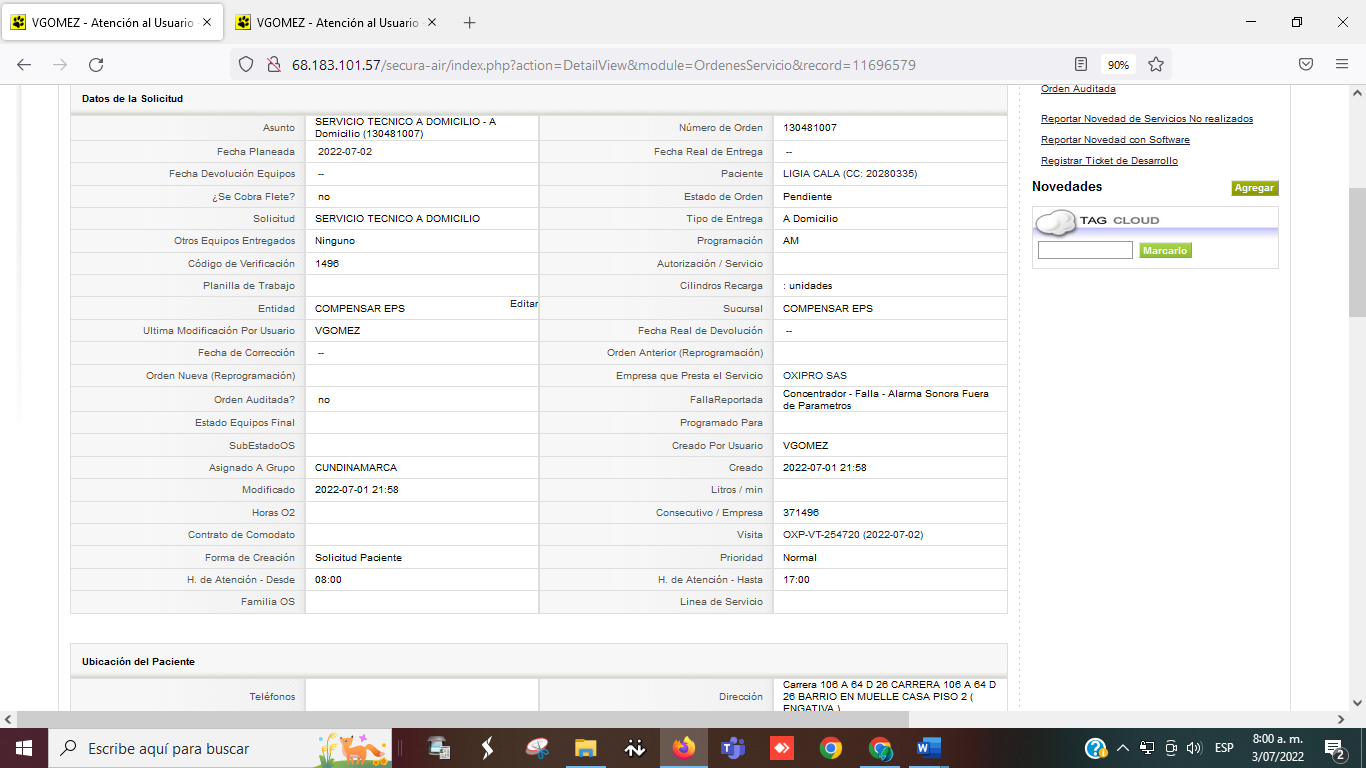 VGOMEZ - Atención al Usuario
VGOMEZ - Atención al Usuario
68.183.101.57/secura-air/index.php?action=DetailView&module=OrdenesServicio&record=11696579
90%
Datos de la Solicitud
Asunto SERVICIO TECNICO A DOMICILIO - A
Domicilio (130481007)
Número de Orden 130481007
Fecha Planeada 2022-07-02 Fecha Real de Entrega --
Fecha Devolución Equipos -- Paciente LIGIA CALA (CC: 20280335)
¿Se Cobra Flete? no Estado de Orden Pendiente
Solicitud SERVICIO TECNICO A DOMICILIO Tipo de Entrega A Domicilio
Otros Equipos Entregados Ninguno Programación AM
Código de Verificación 1496 Autorización / Servicio
Planilla de Trabajo Cilindros Recarga : unidades
Entidad COMPENSAR EPS Editar Sucursal COMPENSAR EPS
Ultima Modificación Por Usuario VGOMEZ Fecha Real de Devolución --
Fecha de Corrección -- Orden Anterior (Reprogramación)
Orden Nueva (Reprogramación) Empresa que Presta el Servicio OXIPRO SAS
Orden Auditada? no FallaReportada Concentrador - Falla - Alarma Sonora Fuera
de Parametros
Estado Equipos Final Programado Para
SubEstadoOS Creado Por Usuario VGOMEZ
Asignado A Grupo CUNDINAMARCA Creado 2022-07-01 21:58
Modificado 2022-07-01 21:58 Litros / min
Horas O2 Consecutivo / Empresa 371496
Contrato de Comodato Visita OXP-VT-254720 (2022-07-02)
Forma de Creación Solicitud Paciente Prioridad Normal
H. de Atención - Desde 08:00 H. de Atención - Hasta 17:00
Familia OS Linea de Servicio
Ubicación del Paciente
Teléfonos Dirección Carrera 106 A 64 D 26 CARRERA 106 A 64 D
26 BARRIO EN MUELLE CASA PISO 2 (
ENGATIVA )
Orden Auditada
Reportar Novedad de Servicios No realizados
Reportar Novedad con Software
Registrar Ticket de Desarrollo
Novedades Agregar
TAG CLOUD
Marcarlo
Escribe aquí para buscar
ESP
8:00 a. m.
3/07/2022
2